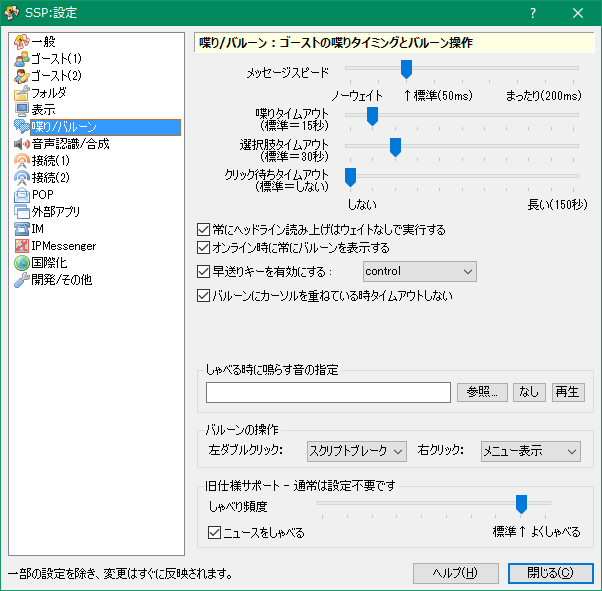 SSP:設定
一般
ゴースト(1)
ゴースト(2)
フォルダ
表示
喋り/バルーン
音声認識/合成
接続(1)
接続(2)
POP
外部アプリ
IM
IPMessenger
国際化
開発/その他
喋り/バルーン：ゴーストの喋りタイミングとバルーン操作
メッセージスピード
ノーウェイト ↑標準(50ms) まったり(200ms)
喋りタイムアウト
(標準＝15秒)
選択肢タイムアウト
(標準＝30秒)
クリック待ちタイムアウト
(標準＝しない)
しない 長い(150秒)
常にヘッドライン読み上げはウェイトなしで実行する
オンライン時に常にバルーンを表示する
早送りキーを有効にする： control
バルーンにカーソルを重ねている時タイムアウトしない
しゃべる時に鳴らす音の指定
参照... なし 再生
バルーンの操作
左ダブルクリック： スクリプトブレーク 右クリック： メニュー表示
旧仕様サポート - 通常は設定不要です
しゃべり頻度
標準↑ よくしゃべる
ニュースをしゃべる
一部の設定を除き、変更はすぐに反映されます。 ヘルプ(H) 閉じる(C)